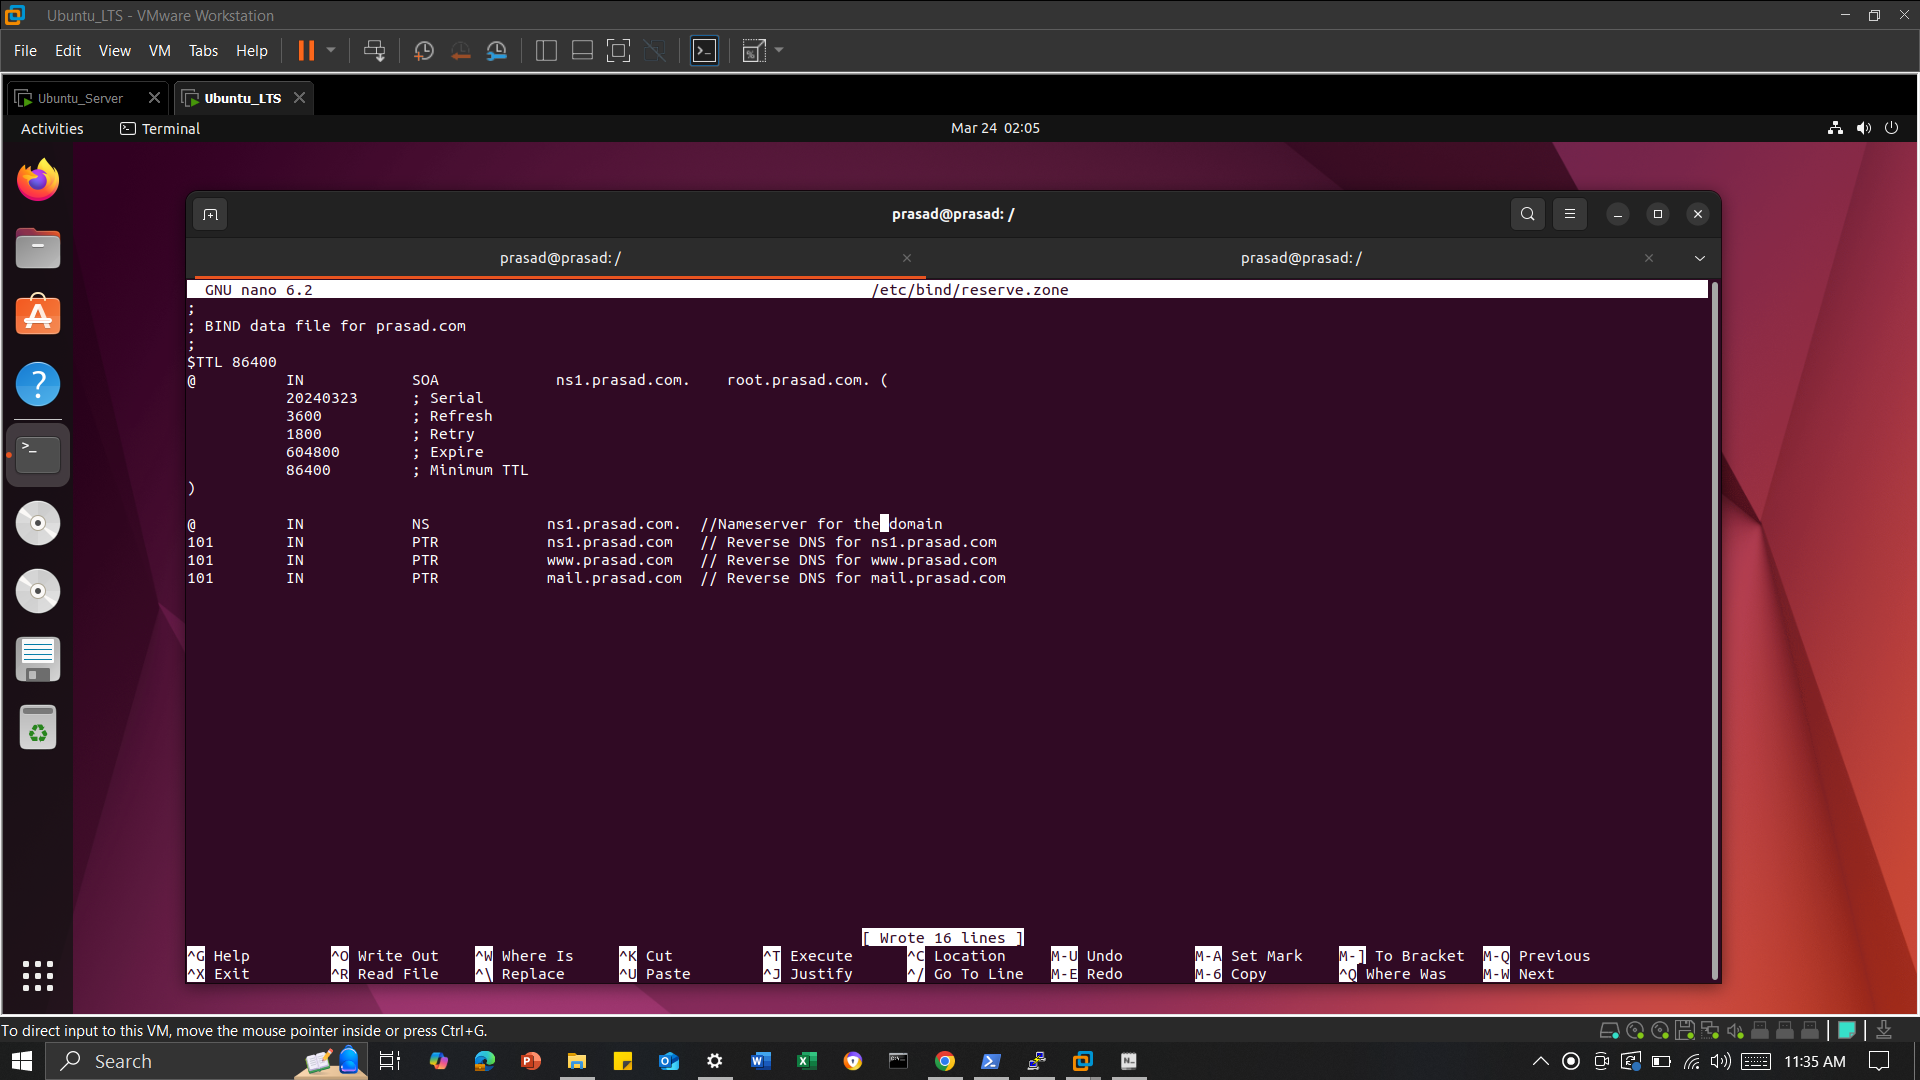 Ubuntu_LTS - VMware Workstation
File Edit View VM Tabs Help
Ubuntu_Server
Ubuntu_LTS
Activities Terminal Mar 24 02:05
prasad@prasad: /
prasad@prasad: / prasad@prasad: /
GNU nano 6.2 /etc/bind/reserve.zone
;
; BIND data file for prasad.com
;
$TTL 86400
@ IN SOA ns1.prasad.com. root.prasad.com. (
20240323 ; Serial
3600 ; Refresh
1800 ; Retry
604800 ; Expire
86400 ; Minimum TTL
)
@ IN NS ns1.prasad.com. //Nameserver for the domain
101 IN PTR ns1.prasad.com // Reverse DNS for ns1.prasad.com
101 IN PTR www.prasad.com // Reverse DNS for www.prasad.com
101 IN PTR mail.prasad.com // Reverse DNS for mail.prasad.com
[ Wrote 16 lines ]
^G Help ^O Write Out ^W Where Is ^K Cut ^T Execute ^C Location M-U Undo M-A Set Mark M-] To Bracket M-Q Previous
^X Exit ^R Read File ^\ Replace ^U Paste ^J Justify ^/ Go To Line M-E Redo M-6 Copy ^Q Where Was M-W Next
To direct input to this VM, move the mouse pointer inside or press Ctrl+G.
Search 11:35 AM